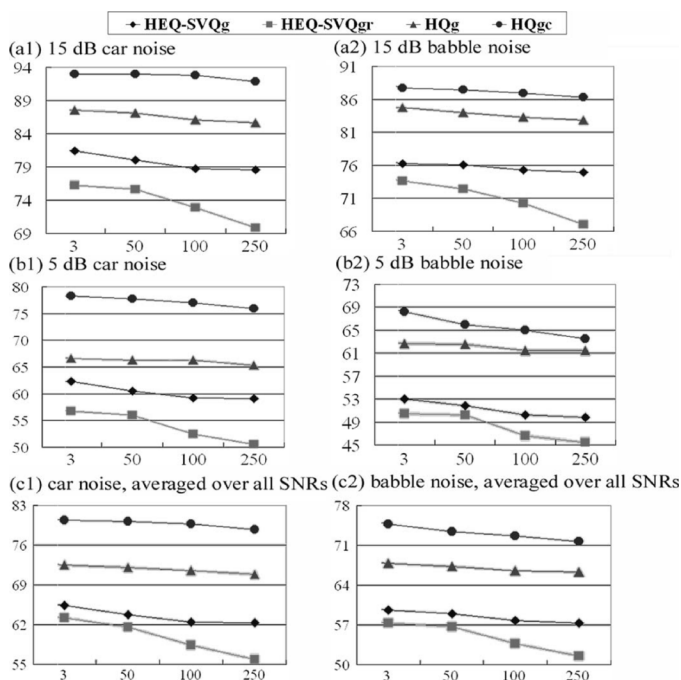 HEQ-SVQg HEQ-SVQgr HQg HQgc
(a1) 15 dB car noise
94
89
84
79
74
69
3 50 100 250
(a2) 15 dB babble noise
91
86
81
76
71
66
3 50 100 250
(b1) 5 dB car noise
80
75
70
65
60
55
50
3 50 100 250
(b2) 5 dB babble noise
73
69
65
61
57
53
49
45
3 50 100 250
(c1) car noise, averaged over all SNRs
83
76
69
62
55
3 50 100 250
(c2) babble noise, averaged over all SNRs
78
71
64
57
50
3 50 100 250